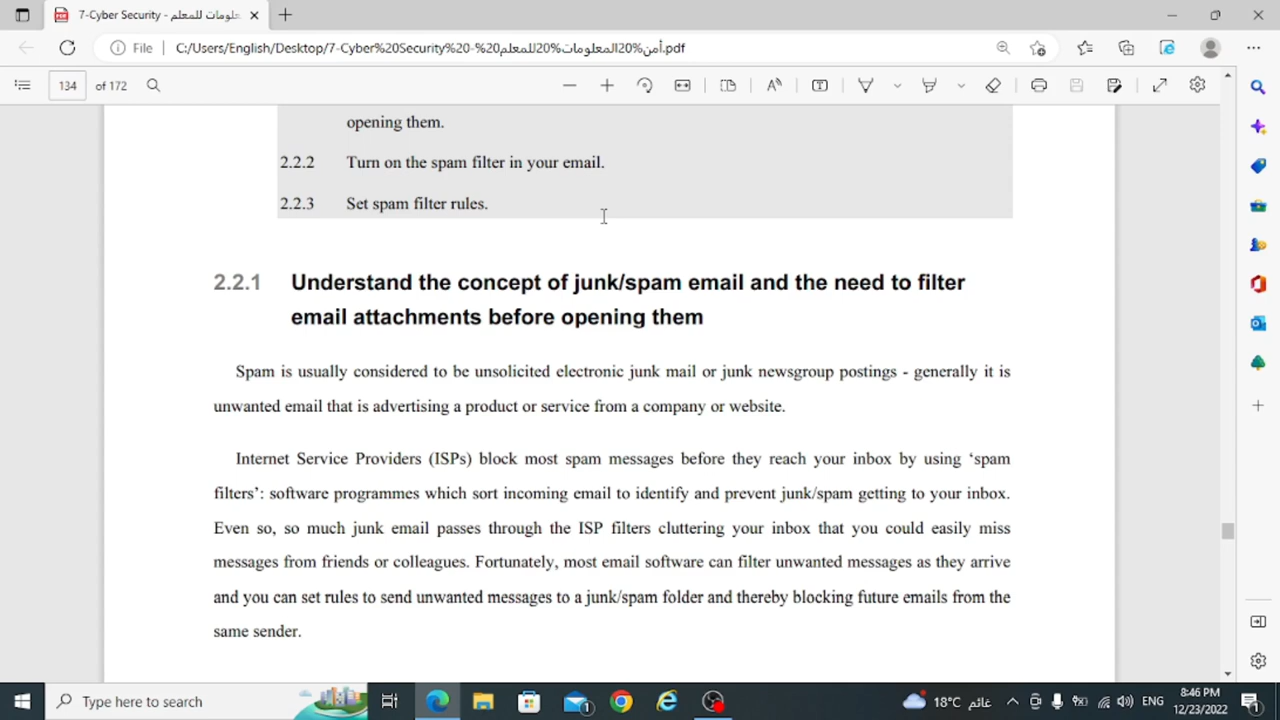 7-Cyber Security - أمن المعلومات للمعلم
File
C:/Users/English/Desktop/7-Cyber%20Security%20-%20أمن%20المعلومات%20للمعلم.pdf
134 of 172
opening them.
2.2.2 Turn on the spam filter in your email.
2.2.3 Set spam filter rules.
2.2.1 Understand the concept of junk/spam email and the need to filter
email attachments before opening them
Spam is usually considered to be unsolicited electronic junk mail or junk newsgroup postings - generally it is
unwanted email that is advertising a product or service from a company or website.
Internet Service Providers (ISPs) block most spam messages before they reach your inbox by using ‘spam
filters’: software programmes which sort incoming email to identify and prevent junk/spam getting to your inbox.
Even so, so much junk email passes through the ISP filters cluttering your inbox that you could easily miss
messages from friends or colleagues. Fortunately, most email software can filter unwanted messages as they arrive
and you can set rules to send unwanted messages to a junk/spam folder and thereby blocking future emails from the
same sender.
Type here to search
18°C غائم
ENG
8:46 PM
12/23/2022